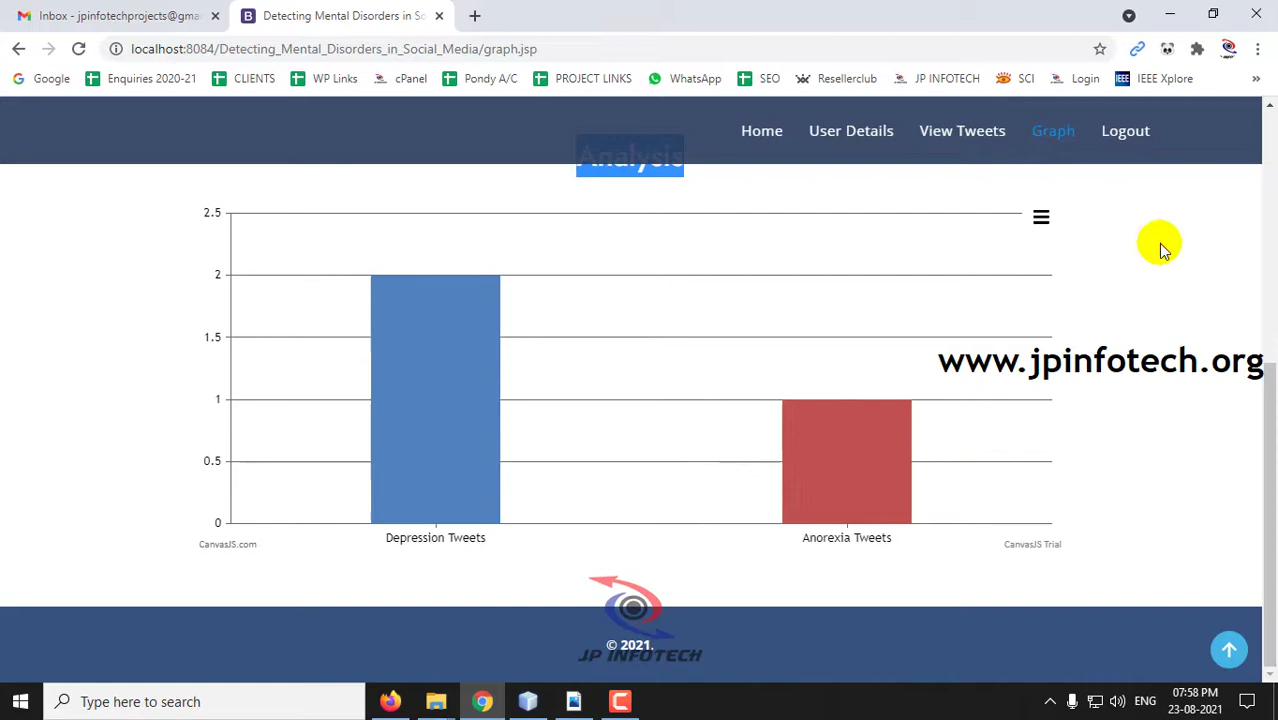 Inbox - jpinfotechprojects@gma
Detecting Mental Disorders in So
localhost:8084/Detecting_Mental_Disorders_in_Social_Media/graph.jsp
Google Enquiries 2020-21 CLIENTS WP Links cPanel Pondy A/C PROJECT LINKS WhatsApp SEO Resellerclub JP INFOTECH SCI Login IEEE IEEE Xplore »
Home User Details View Tweets Graph Logout
Analysis
2.5
2
1.5
www.jpinfotech.org
1
0.5
0
Depression Tweets Anorexia Tweets
CanvasJS.com CanvasJS Trial
© 2021.
JP INFOTECH
Type here to search
ENG
07:58 PM
23-08-2021